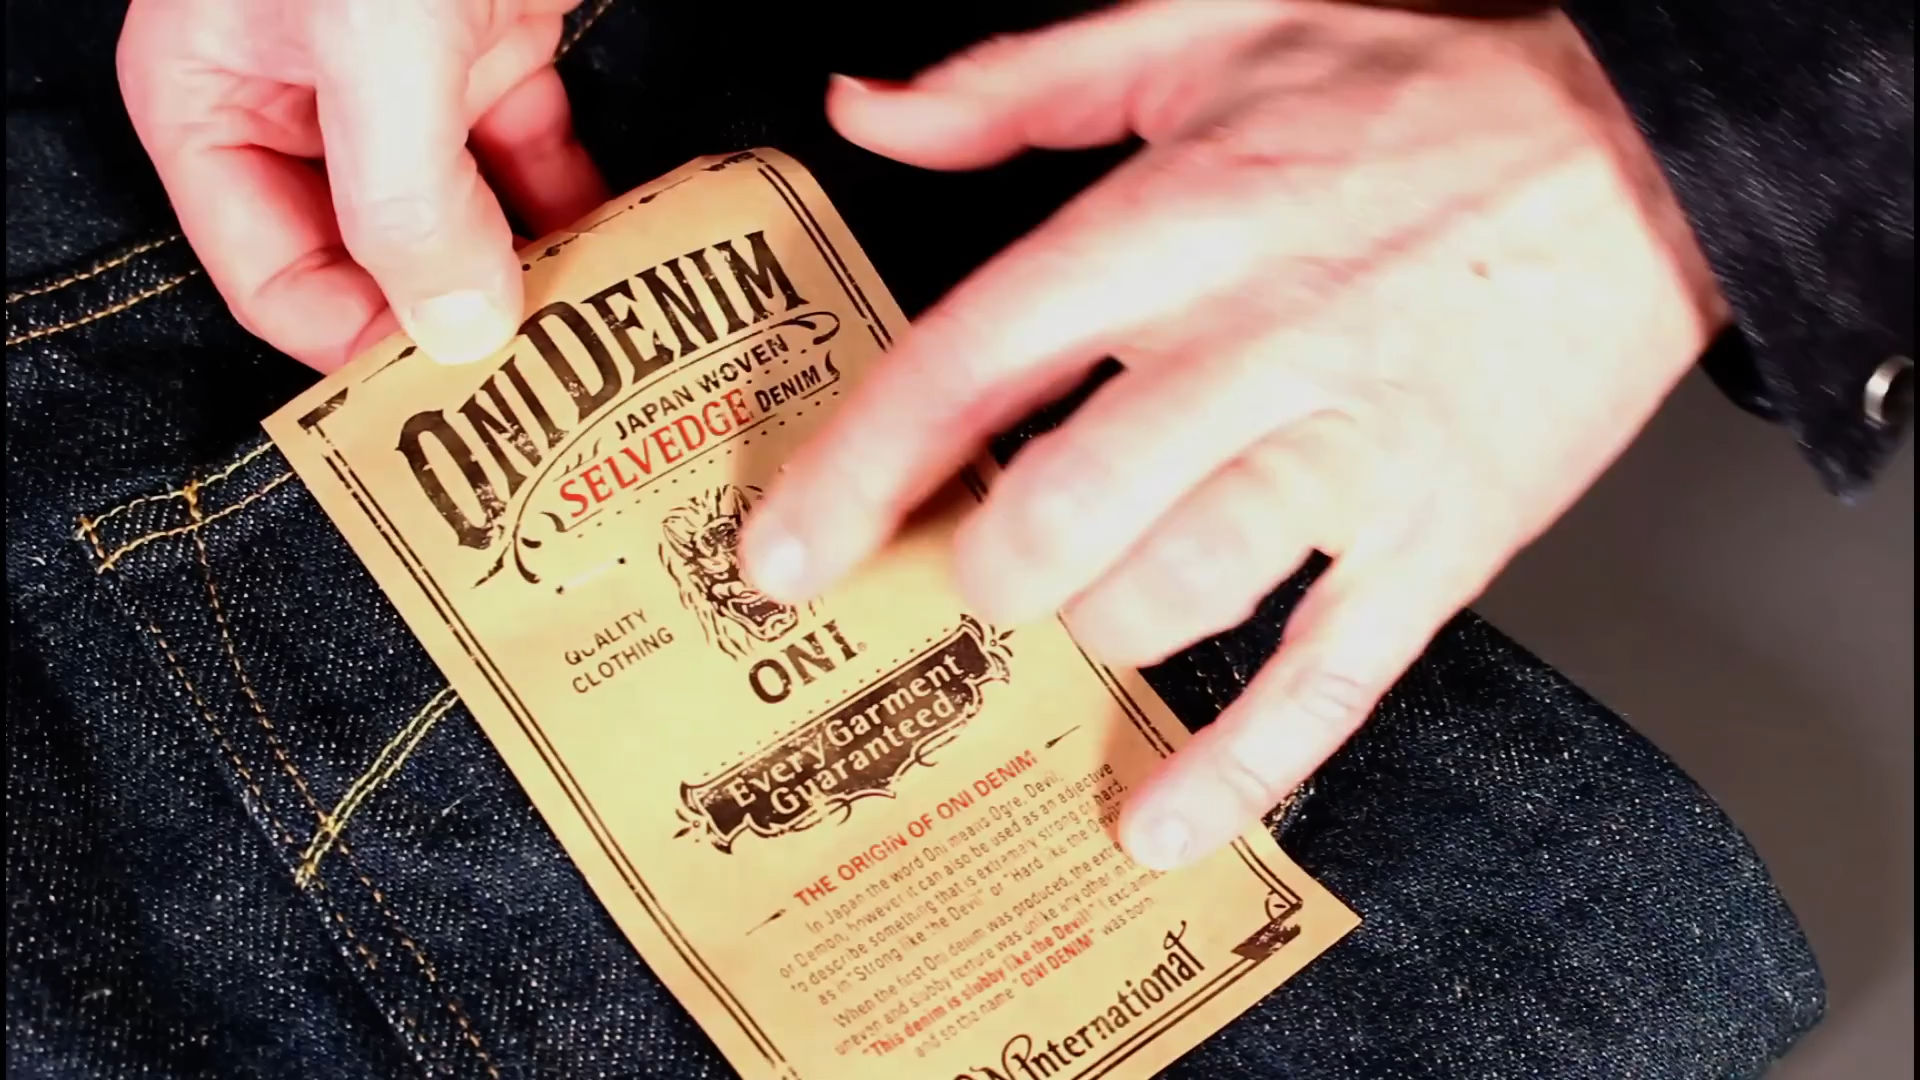 ONI DENIM
JAPAN WOVEN
SELVEDGE DENIM
QUALITY
CLOTHING
ONI
Every Garment
Guaranteed
THE ORIGIN OF ONI DENIM
In Japan the word Oni means Ogre, Devil,
or Demon, however it can also be used as an adjective
to describe something that is extremely strong or hard,
as in "Strong like the Devil" or "Hard like the Devil"
When the first Oni denim was produced, the
uneven and slubby texture was unlike any other in
"This denim is slubby like the Devil!" I exclaimed
and so the name "ONI DENIM" was born
International